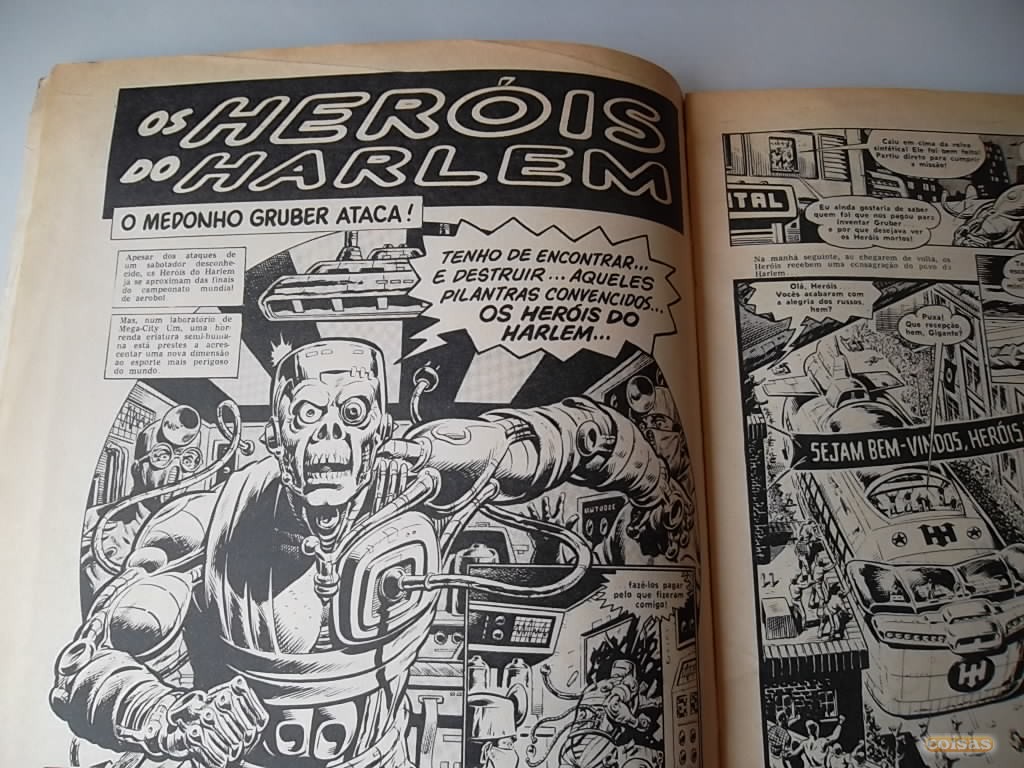 OS HERÓIS
DO HARLEM
O MEDONHO GRUBER ATACA!
Apesar dos ataques de
um sabotador desconhe-
cido, os Heróis do Harlem
já se aproximam das finais
do campeonato mundial
de aerobol
Mas, num laboratório de
Mega-City Um, uma hor-
renda criatura semi-huma-
na está prestes a acres-
centar uma nova dimensão
ao esporte mais perigoso
do mundo.
TENHO DE ENCONTRAR...
E DESTRUIR... AQUELES
PILANTRAS CONVENCIDOS...
OS HERÓIS DO
HARLEM...
fazê-los pagar
pelo que fizeram
comigo!
Caiu em cima da relva
sintética! Ele foi bem feito!
Partiu direto para cumprir
a missão!
ITAL
Eu ainda gostaria de saber
quem foi que nos pagou para
inventar Gruber
e por que desejava ver
os Heróis mortos!
Na manhã seguinte, ao chegarem de volta, os
Heróis recebem uma consagração do povo do
Harlem.
Olá, Heróis.
Vocês acabaram com
a alegria dos russos,
hem?
Puxa!
Que recepção,
hem, Gigante?
SEJAM BEM-VINDOS, HERÓIS
H H
H
coisas